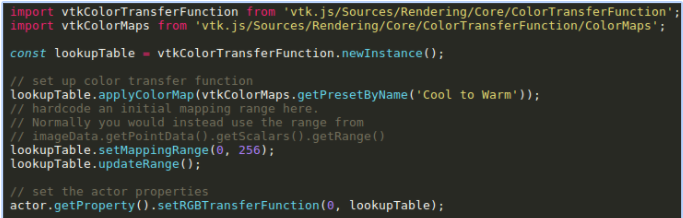 import vtkColorTransferFunction from 'vtk.js/Sources/Rendering/Core/ColorTransferFunction';
import vtkColorMaps from 'vtk.js/Sources/Rendering/Core/ColorTransferFunction/ColorMaps';

const lookupTable = vtkColorTransferFunction.newInstance();

// set up color transfer function
lookupTable.applyColorMap(vtkColorMaps.getPresetByName('Cool to Warm'));
// hardcode an initial mapping range here.
// Normally you would instead use the range from
// imageData.getPointData().getScalars().getRange()
lookupTable.setMappingRange(0, 256);
lookupTable.updateRange();

// set the actor properties
actor.getProperty().setRGBTransferFunction(0, lookupTable);